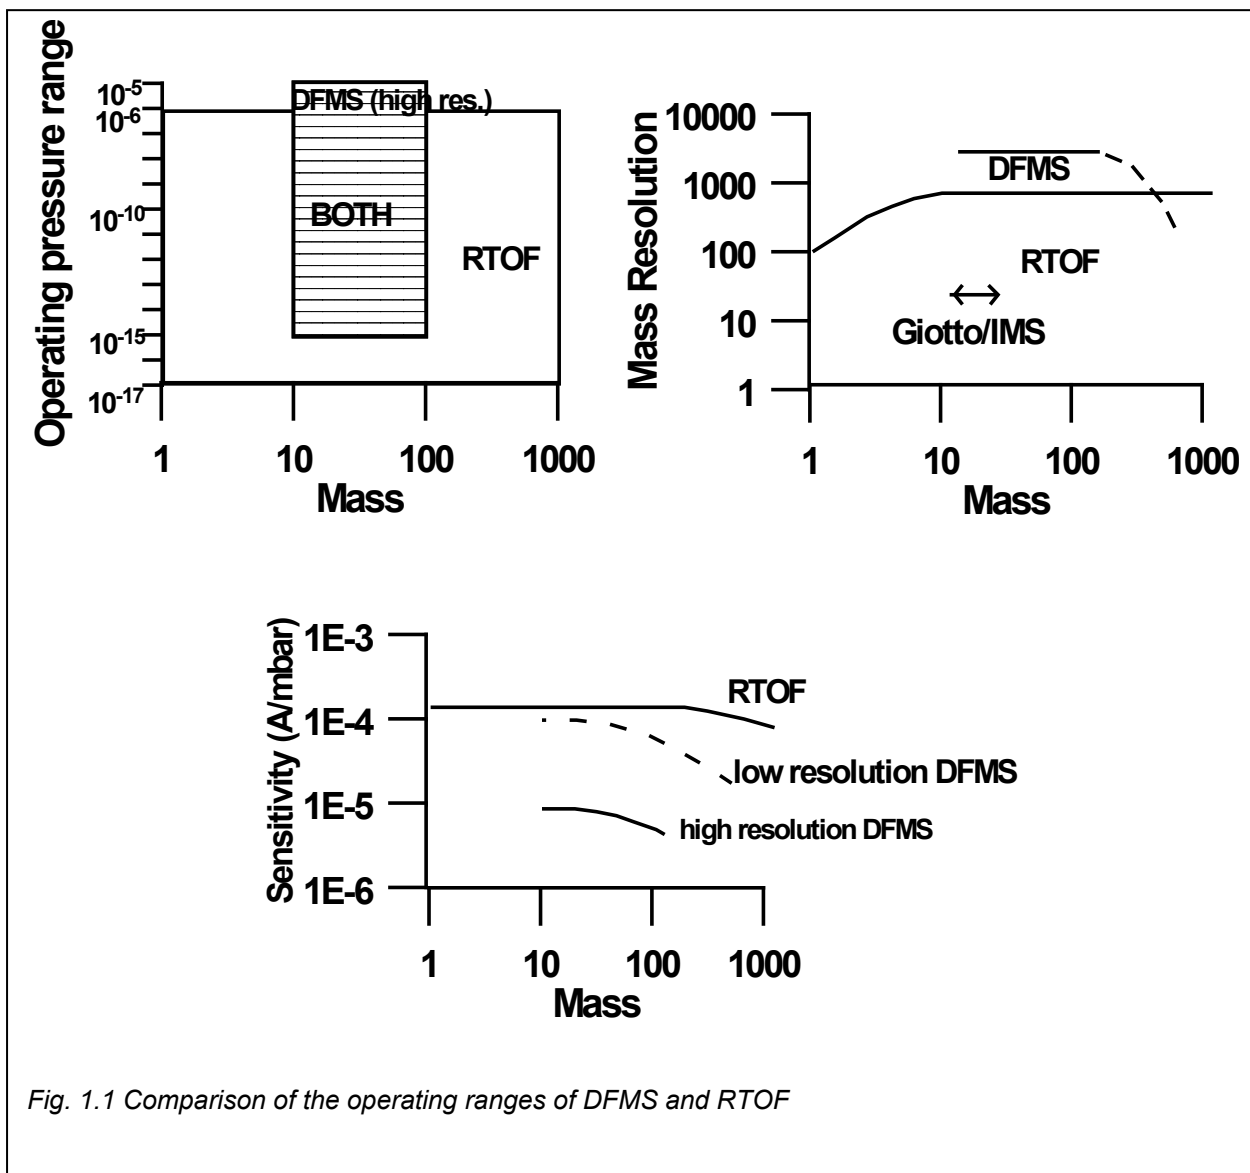 Operating pressure range
10-5
10-6
10-10
10-15
10-17
DFMS (high res.)
BOTH
RTOF
1 10 100 1000
Mass
Mass Resolution
10000
1000
100
10
1
DFMS
RTOF
Giotto/IMS
1 10 100 1000
Mass
Sensitivity (A/mbar)
1E-3
1E-4
1E-5
1E-6
RTOF
low resolution DFMS
high resolution DFMS
1 10 100 1000
Mass
Fig. 1.1 Comparison of the operating ranges of DFMS and RTOF